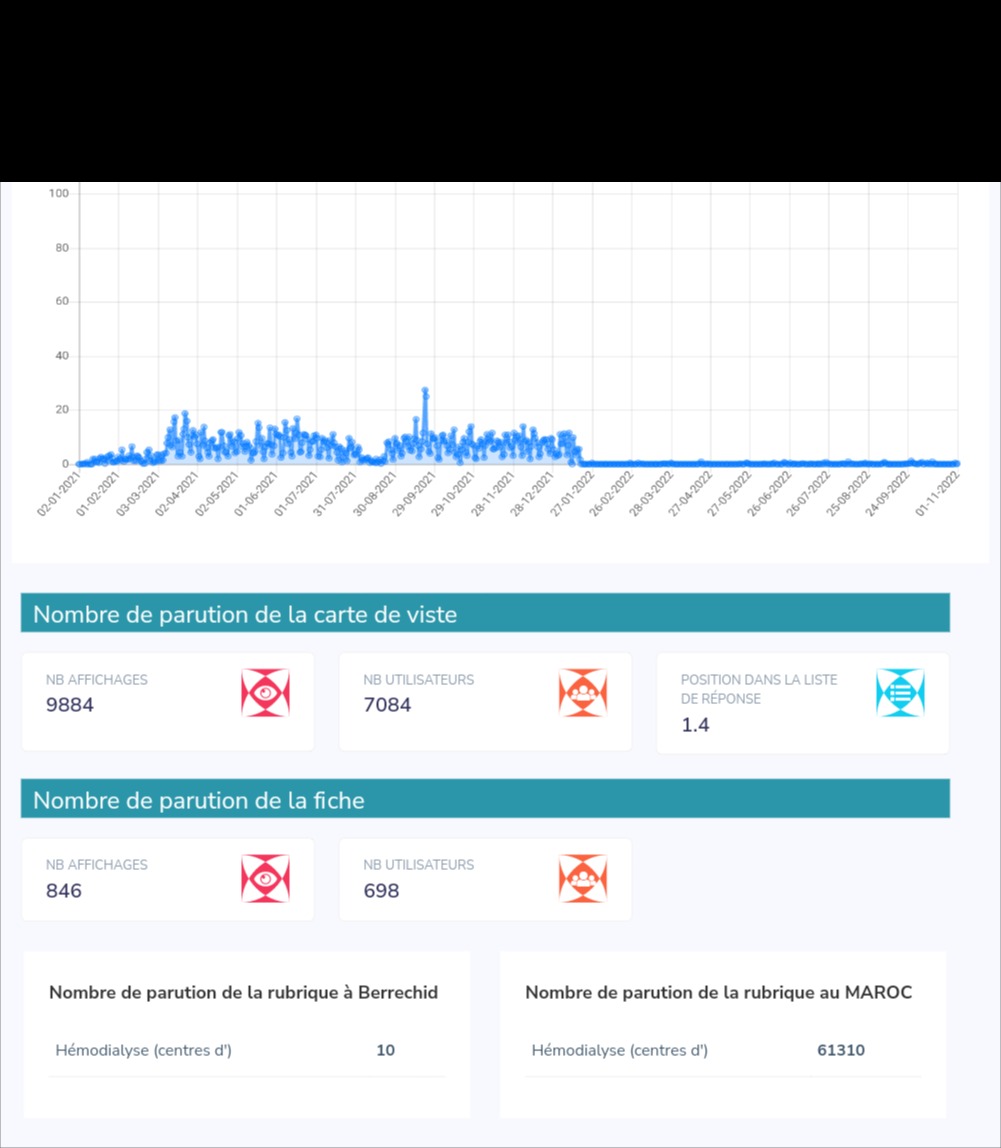 100
80
60
40
20
0
02-01-2021
01-02-2021
03-03-2021
02-04-2021
02-05-2021
01-06-2021
01-07-2021
31-07-2021
30-08-2021
29-09-2021
29-10-2021
28-11-2021
28-12-2021
27-01-2022
26-02-2022
28-03-2022
27-04-2022
27-05-2022
26-06-2022
26-07-2022
25-08-2022
24-09-2022
01-11-2022
Nombre de parution de la carte de viste
NB AFFICHAGES
9884
NB UTILISATEURS
7084
POSITION DANS LA LISTE
DE RÉPONSE
1.4
Nombre de parution de la fiche
NB AFFICHAGES
846
NB UTILISATEURS
698
Nombre de parution de la rubrique à Berrechid
Hémodialyse (centres d') 10
Nombre de parution de la rubrique au MAROC
Hémodialyse (centres d') 61310